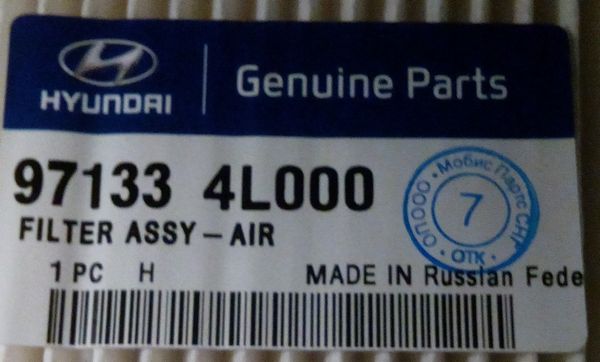 HYUNDAI
Genuine Parts
97133 4L000
FILTER ASSY-AIR
1 PC H
MADE IN Russian Fede
ООО • Мобис Партс СНГ •
7
ОТК